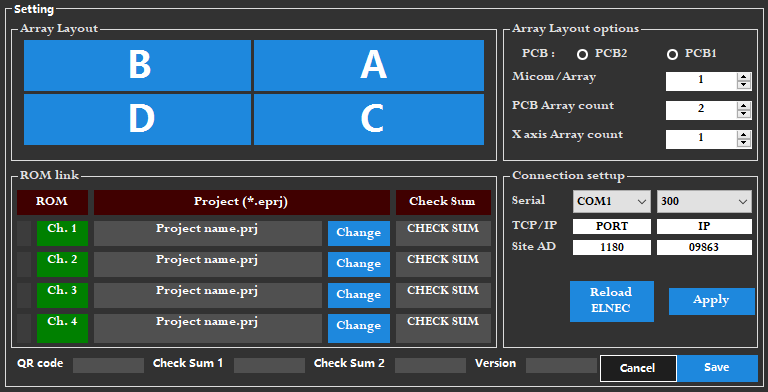 Setting
Array Layout
B A
D C
Array Layout options
PCB : PCB2 PCB1
Micom/Array 1
PCB Array count 2
X axis Array count 1
ROM link
ROM Project (*.eprj) Check Sum
Ch. 1 Project name.prj Change CHECK SUM
Ch. 2 Project name.prj Change CHECK SUM
Ch. 3 Project name.prj Change CHECK SUM
Ch. 4 Project name.prj Change CHECK SUM
Connection settup
Serial COM1 300
TCP/IP PORT IP
Site AD 1180 09863
Reload
ELNEC
Apply
QR code Check Sum 1 Check Sum 2 Version Cancel Save